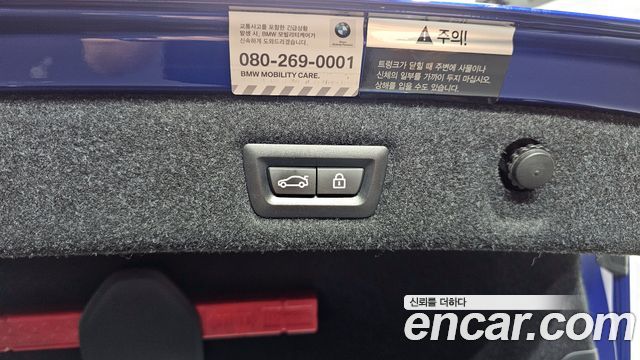 교통사고를 포함한 긴급상황
발생 시, BMW 모빌리티케어가
신속하게 도와드리겠습니다.
080-269-0001
BMW MOBILITY CARE.
주의!
트렁크가 닫힐 때 주변에 사물이나
신체의 일부를 가까이 두지 마십시오.
상해를 입을 수도 있습니다.
신뢰를 더하다
encar.com